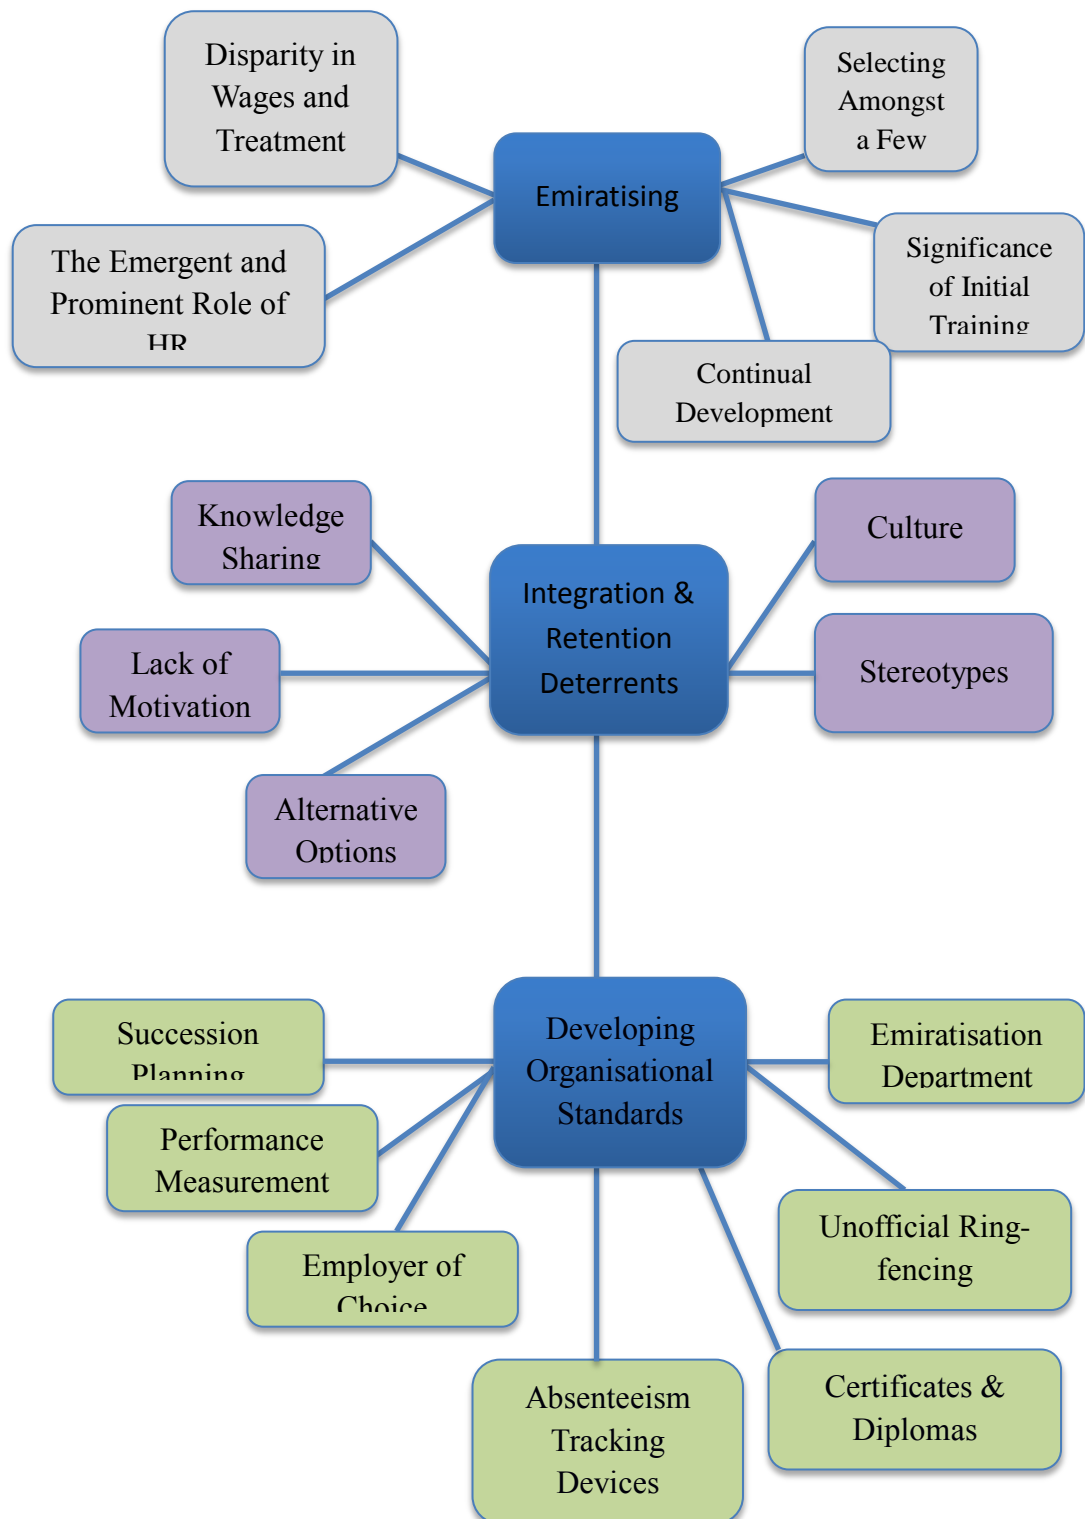 Disparity in
Wages and
Treatment
Selecting
Amongst
a Few
Emiratising
The Emergent and
Prominent Role of
HR
Significance
of Initial
Training
Continual
Development
Knowledge
Sharing
Culture
Integration &
Retention
Deterrents
Lack of
Motivation
Stereotypes
Alternative
Options
Succession
Planning
Developing
Organisational
Standards
Emiratisation
Department
Performance
Measurement
Employer of
Choice
Unofficial Ring-
fencing
Absenteeism
Tracking
Devices
Certificates &
Diplomas